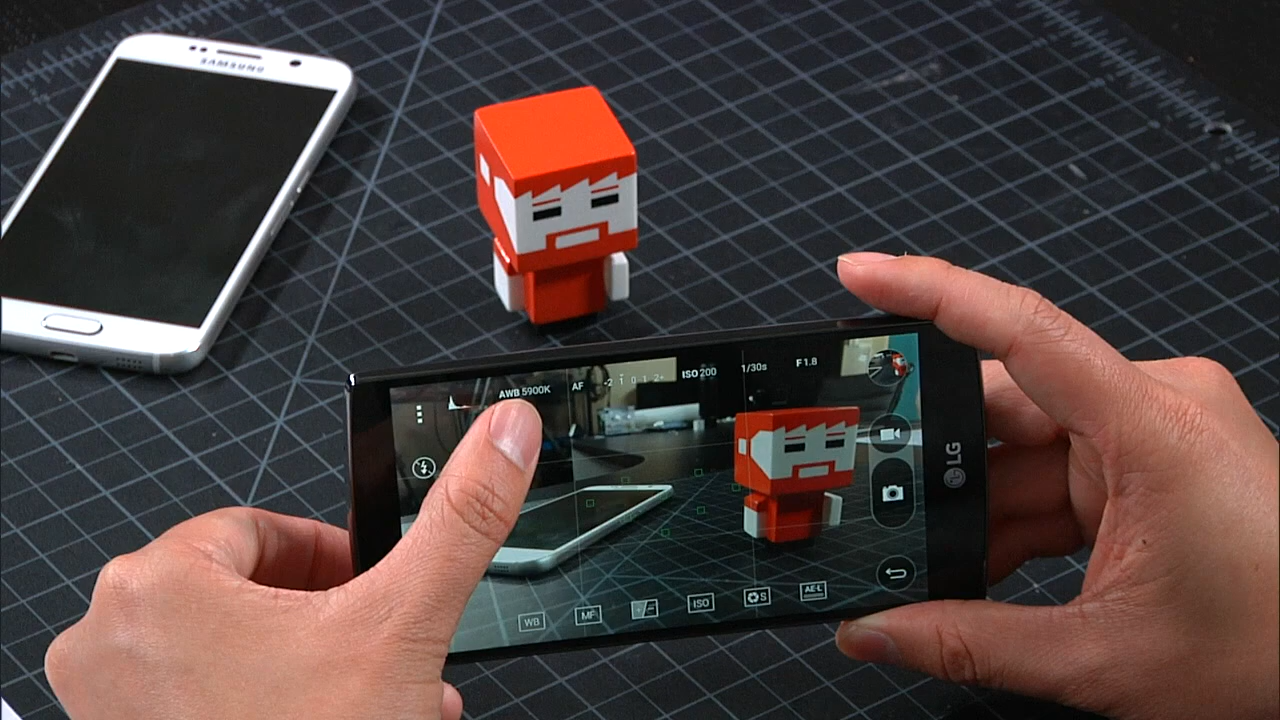 SAMSUNG
AWB 5900K
AF
-2 1 0 1 2+
ISO 200
1/30s
F 1.8
LG
WB
MF
ISO
S
AE-L